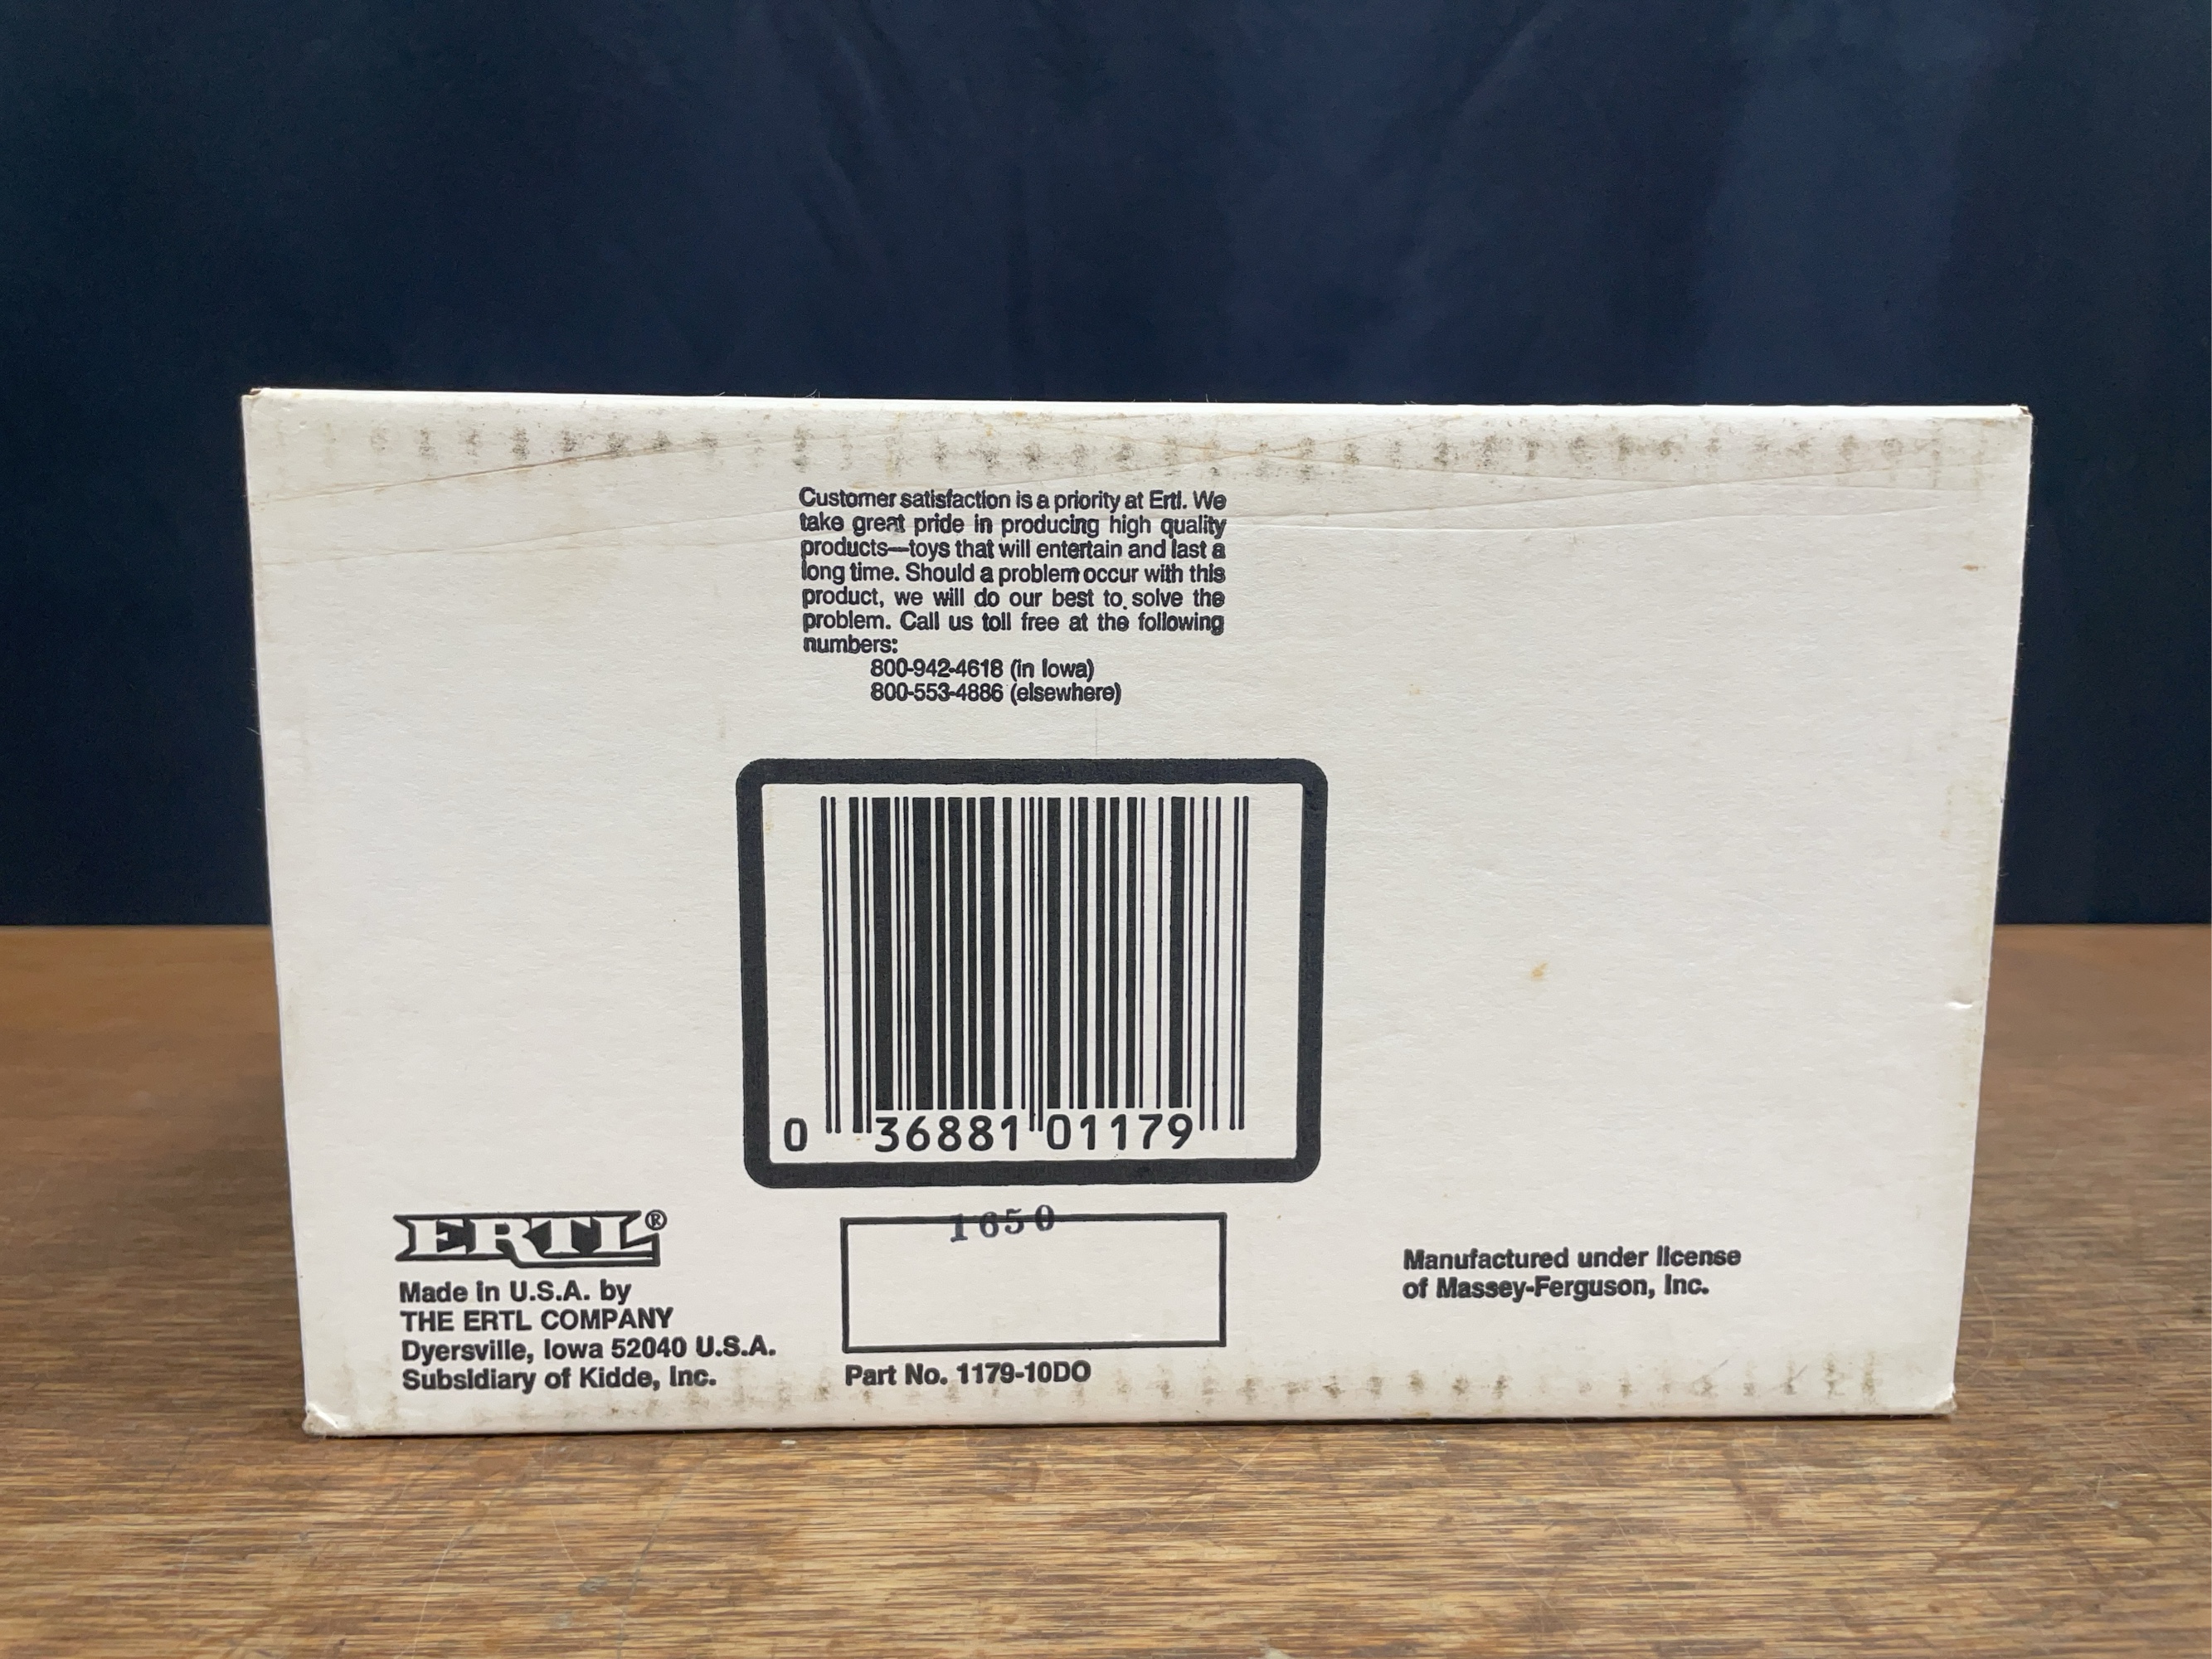 Customer satisfaction is a priority at Ertl. We
take great pride in producing high quality
products—toys that will entertain and last a
long time. Should a problem occur with this
product, we will do our best to solve the
problem. Call us toll free at the following
numbers:
800-942-4618 (in Iowa)
800-553-4886 (elsewhere)
0 36881 01179
1650
ERTL®
Made in U.S.A. by
THE ERTL COMPANY
Dyersville, Iowa 52040 U.S.A.
Subsidiary of Kidde, Inc.
Part No. 1179-10DO
Manufactured under license
of Massey-Ferguson, Inc.